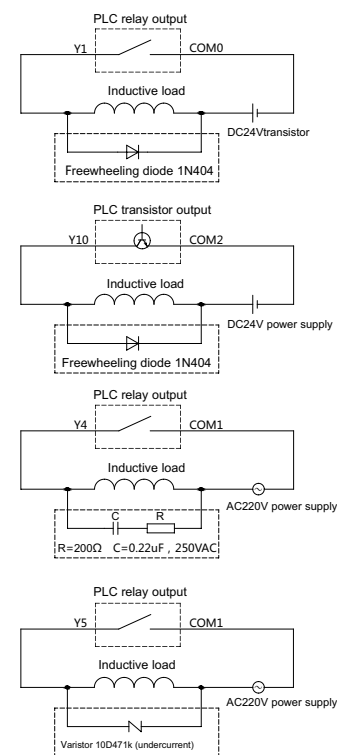 PLC relay output
Y1 COM0
Inductive load
DC24Vtransistor
Freewheeling diode 1N404
PLC transistor output
Y10 COM2
Inductive load
DC24V power supply
Freewheeling diode 1N404
PLC relay output
Y4 COM1
Inductive load
C R
AC220V power supply
R=200Ω C=0.22uF , 250VAC
PLC relay output
Y5 COM1
Inductive load
AC220V power supply
Varistor 10D471k (undercurrent)